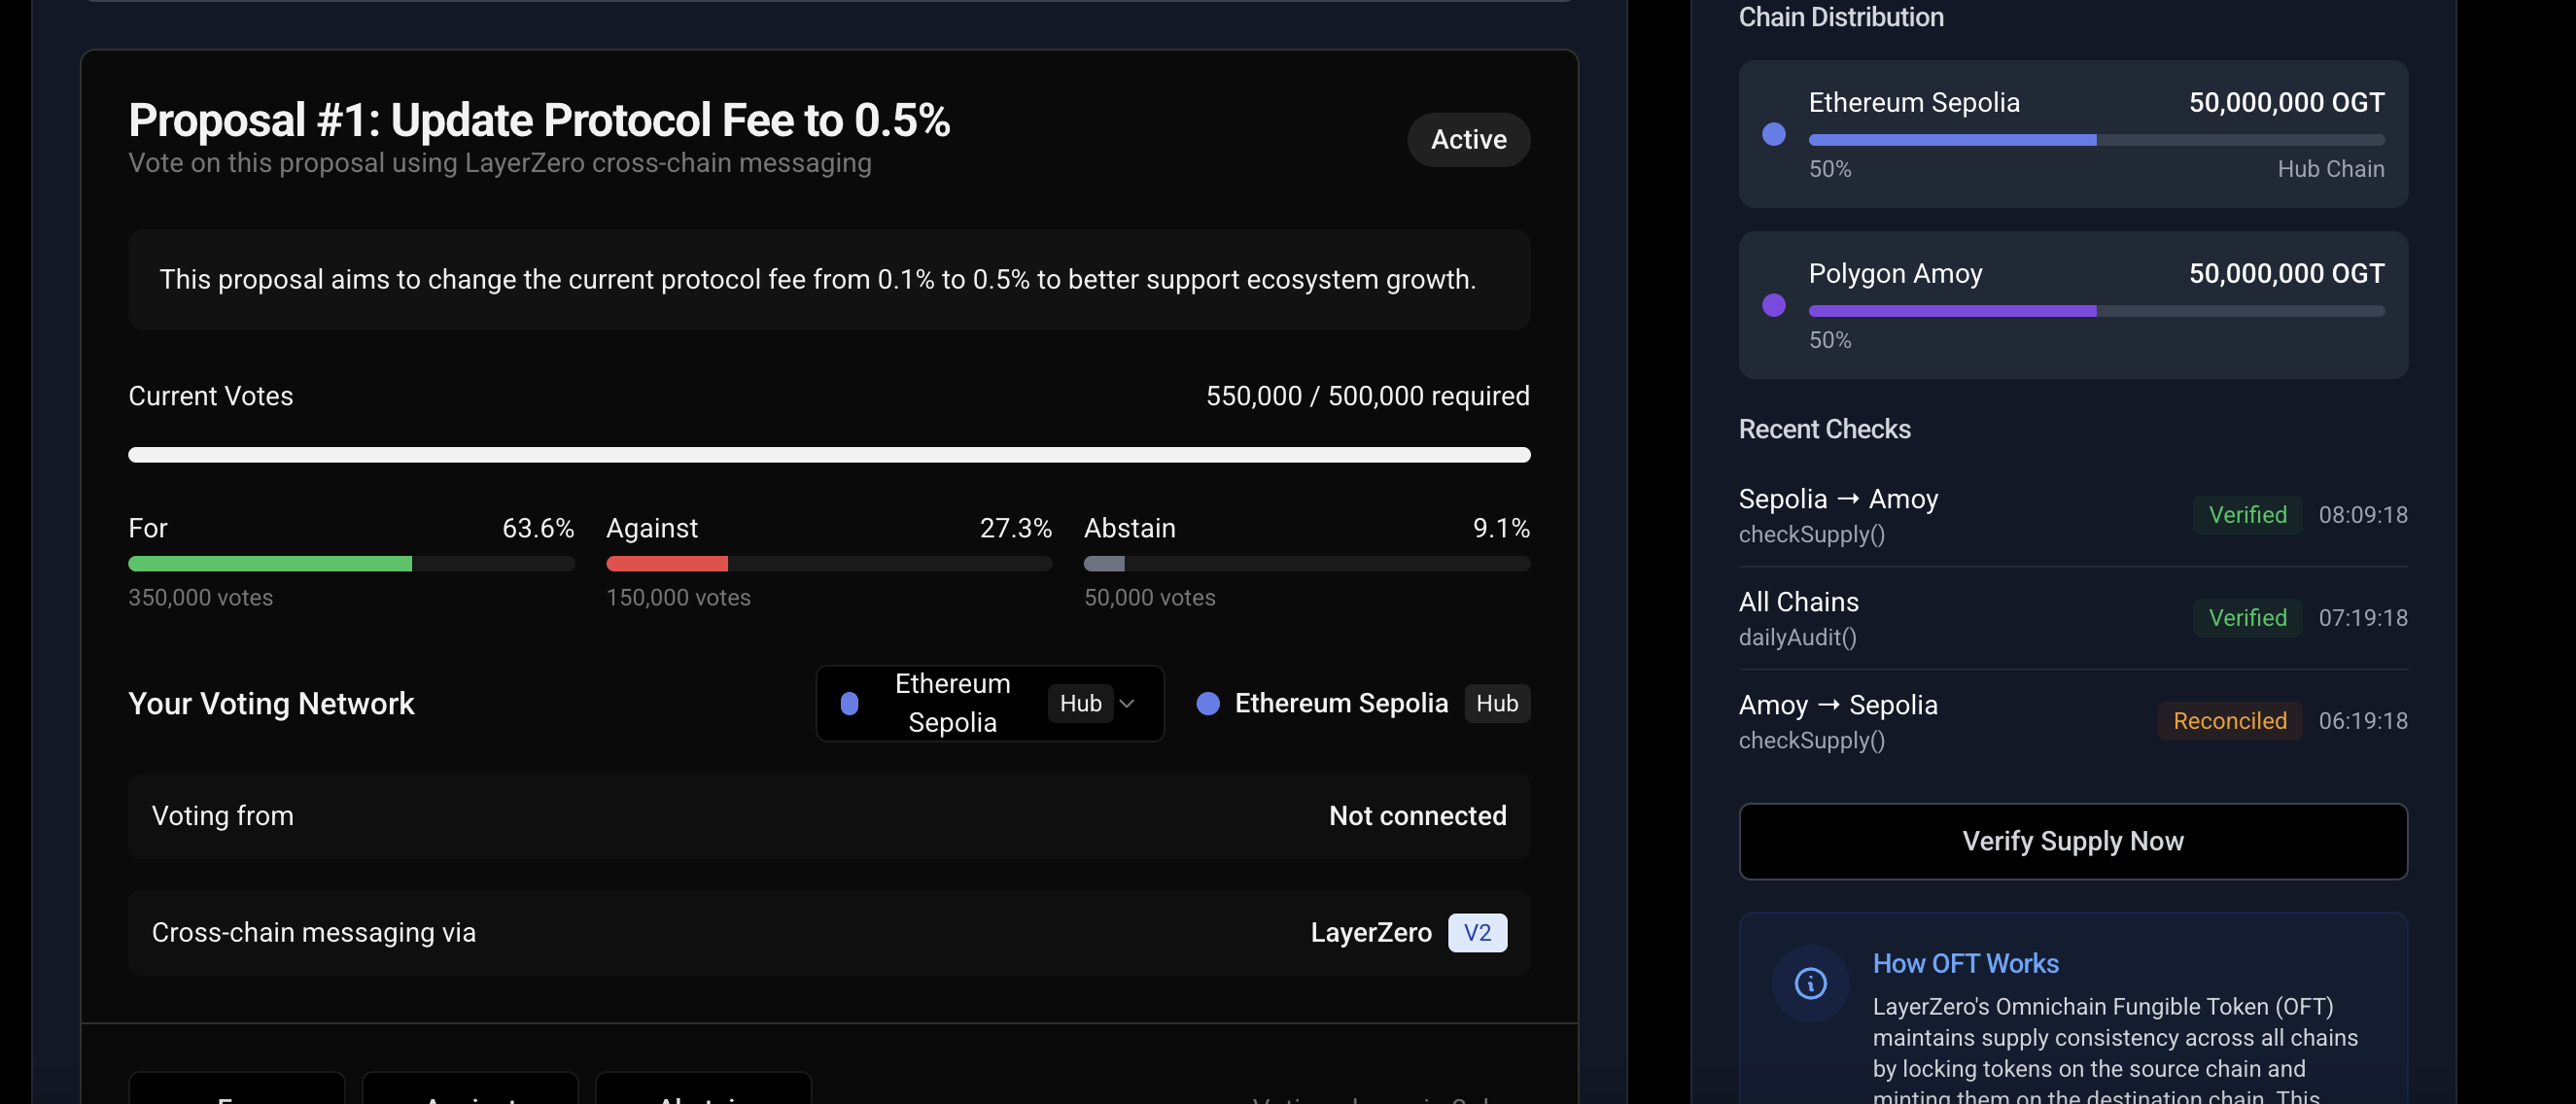 Proposal #1: Update Protocol Fee to 0.5%
Vote on this proposal using LayerZero cross-chain messaging
Active
This proposal aims to change the current protocol fee from 0.1% to 0.5% to better support ecosystem growth.
Current Votes
550,000 / 500,000 required
For
63.6%
350,000 votes
Against
27.3%
150,000 votes
Abstain
9.1%
50,000 votes
Your Voting Network
Ethereum
Sepolia
Hub
Ethereum Sepolia
Hub
Voting from
Not connected
Cross-chain messaging via
LayerZero
V2
Chain Distribution
Ethereum Sepolia
50,000,000 OGT
50%
Hub Chain
Polygon Amoy
50,000,000 OGT
50%
Recent Checks
Sepolia → Amoy
checkSupply()
Verified
08:09:18
All Chains
dailyAudit()
Verified
07:19:18
Amoy → Sepolia
checkSupply()
Reconciled
06:19:18
Verify Supply Now
How OFT Works
LayerZero's Omnichain Fungible Token (OFT)
maintains supply consistency across all chains
by locking tokens on the source chain and
minting them on the destination chain. This